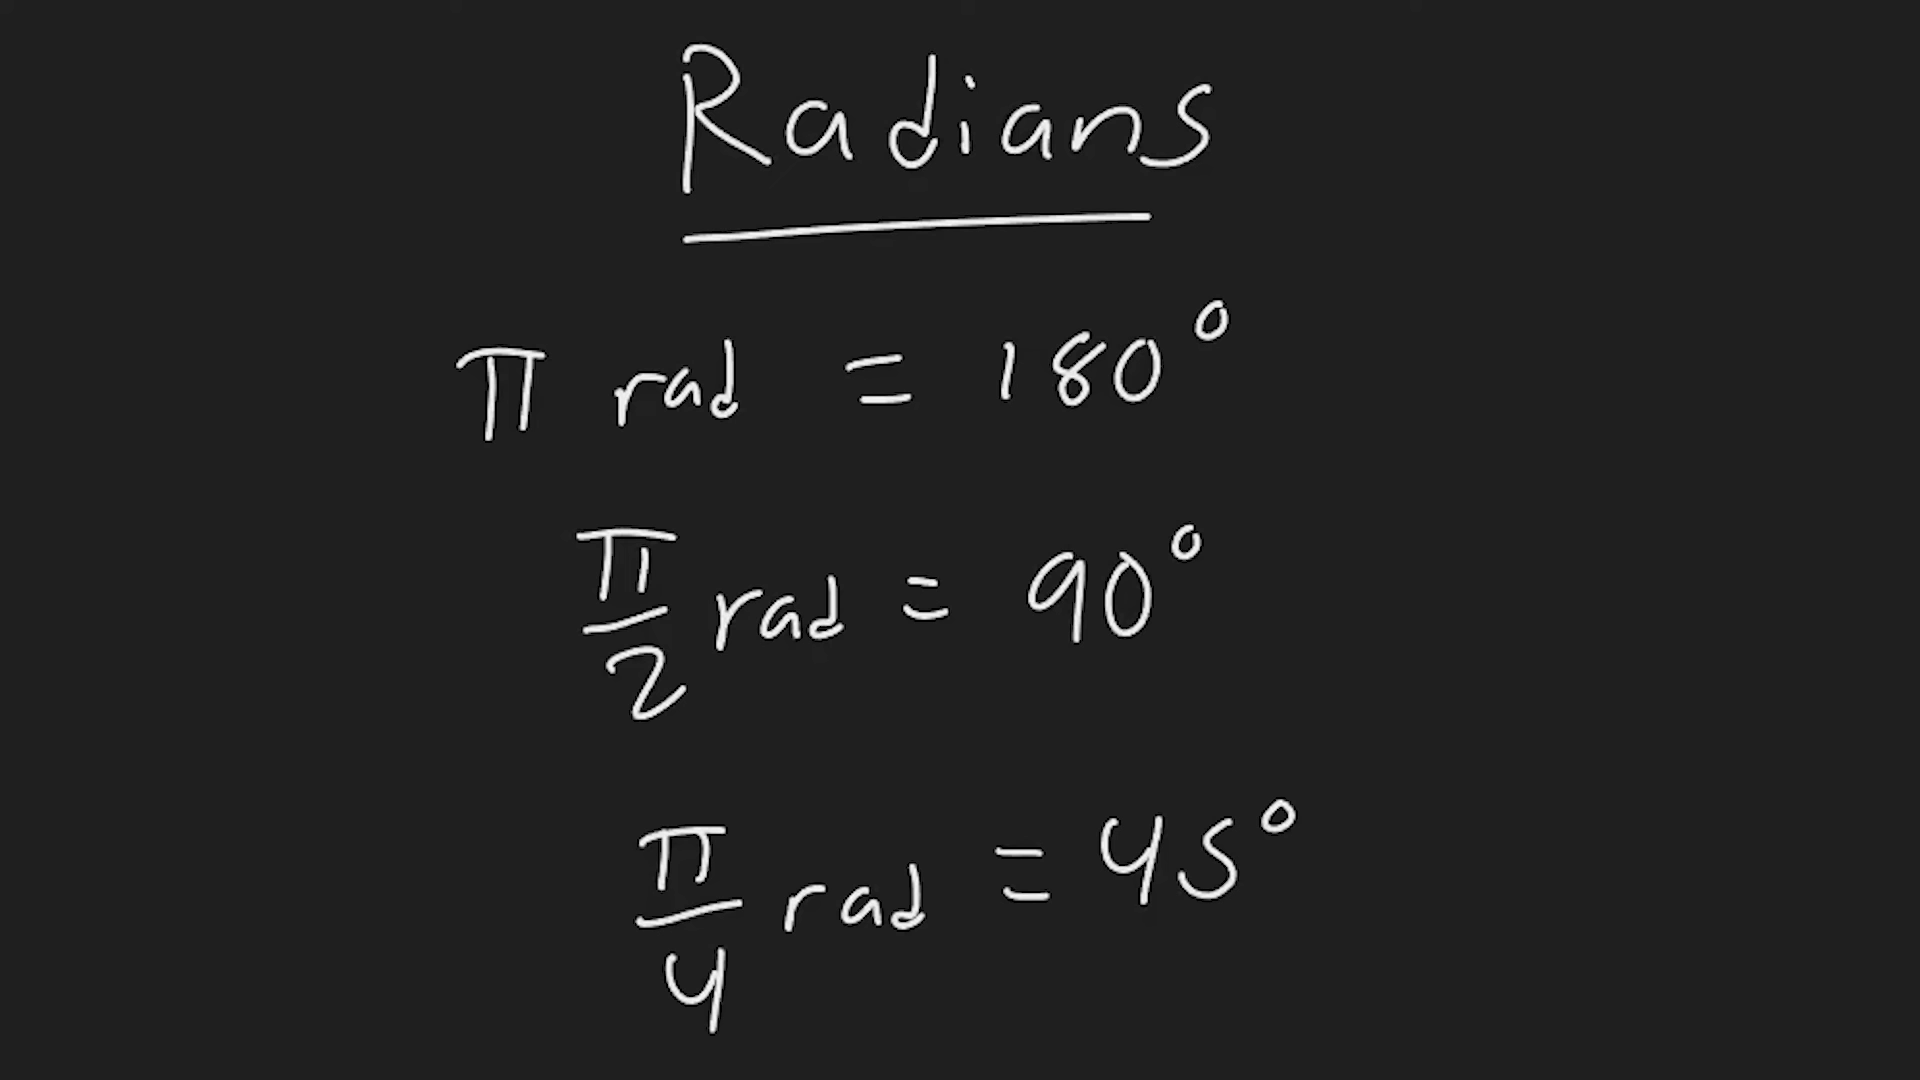 Radians
π rad = 180°
π/2 rad = 90°
π/4 rad = 45°